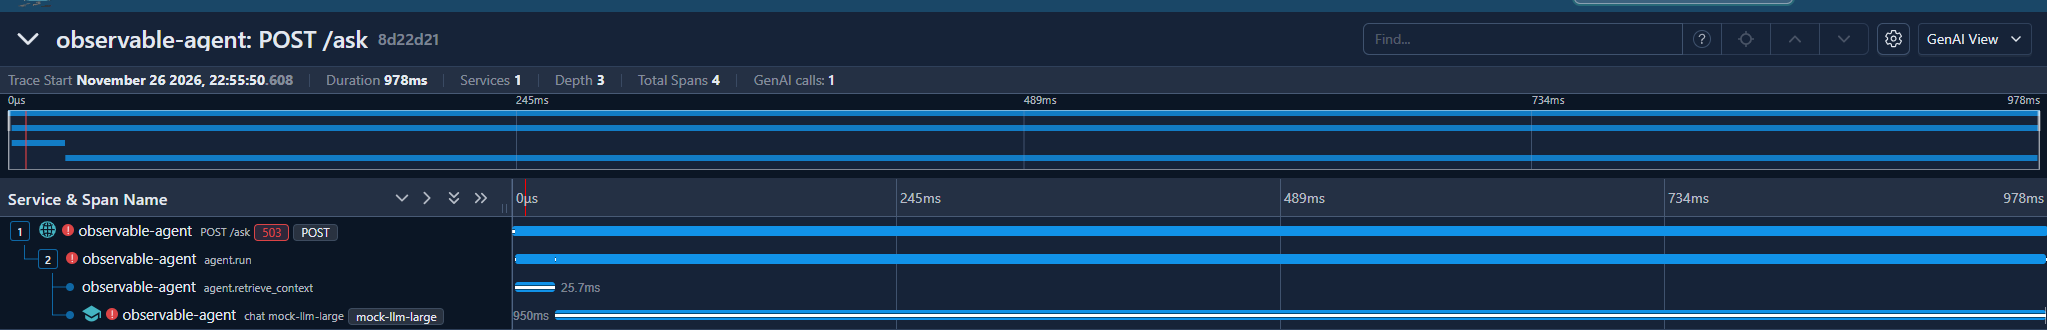 observable-agent: POST /ask 8d22d21
Find...
?
GenAI View
Trace Start November 26 2026, 22:55:50.608 Duration 978ms Services 1 Depth 3 Total Spans 4 GenAI calls: 1
0μs 245ms 489ms 734ms 978ms
Service & Span Name 0μs 245ms 489ms 734ms 978ms
1 ! observable-agent POST /ask 503 POST
2 ! observable-agent agent.run
observable-agent agent.retrieve_context 25.7ms
! observable-agent chat mock-llm-large mock-llm-large 950ms